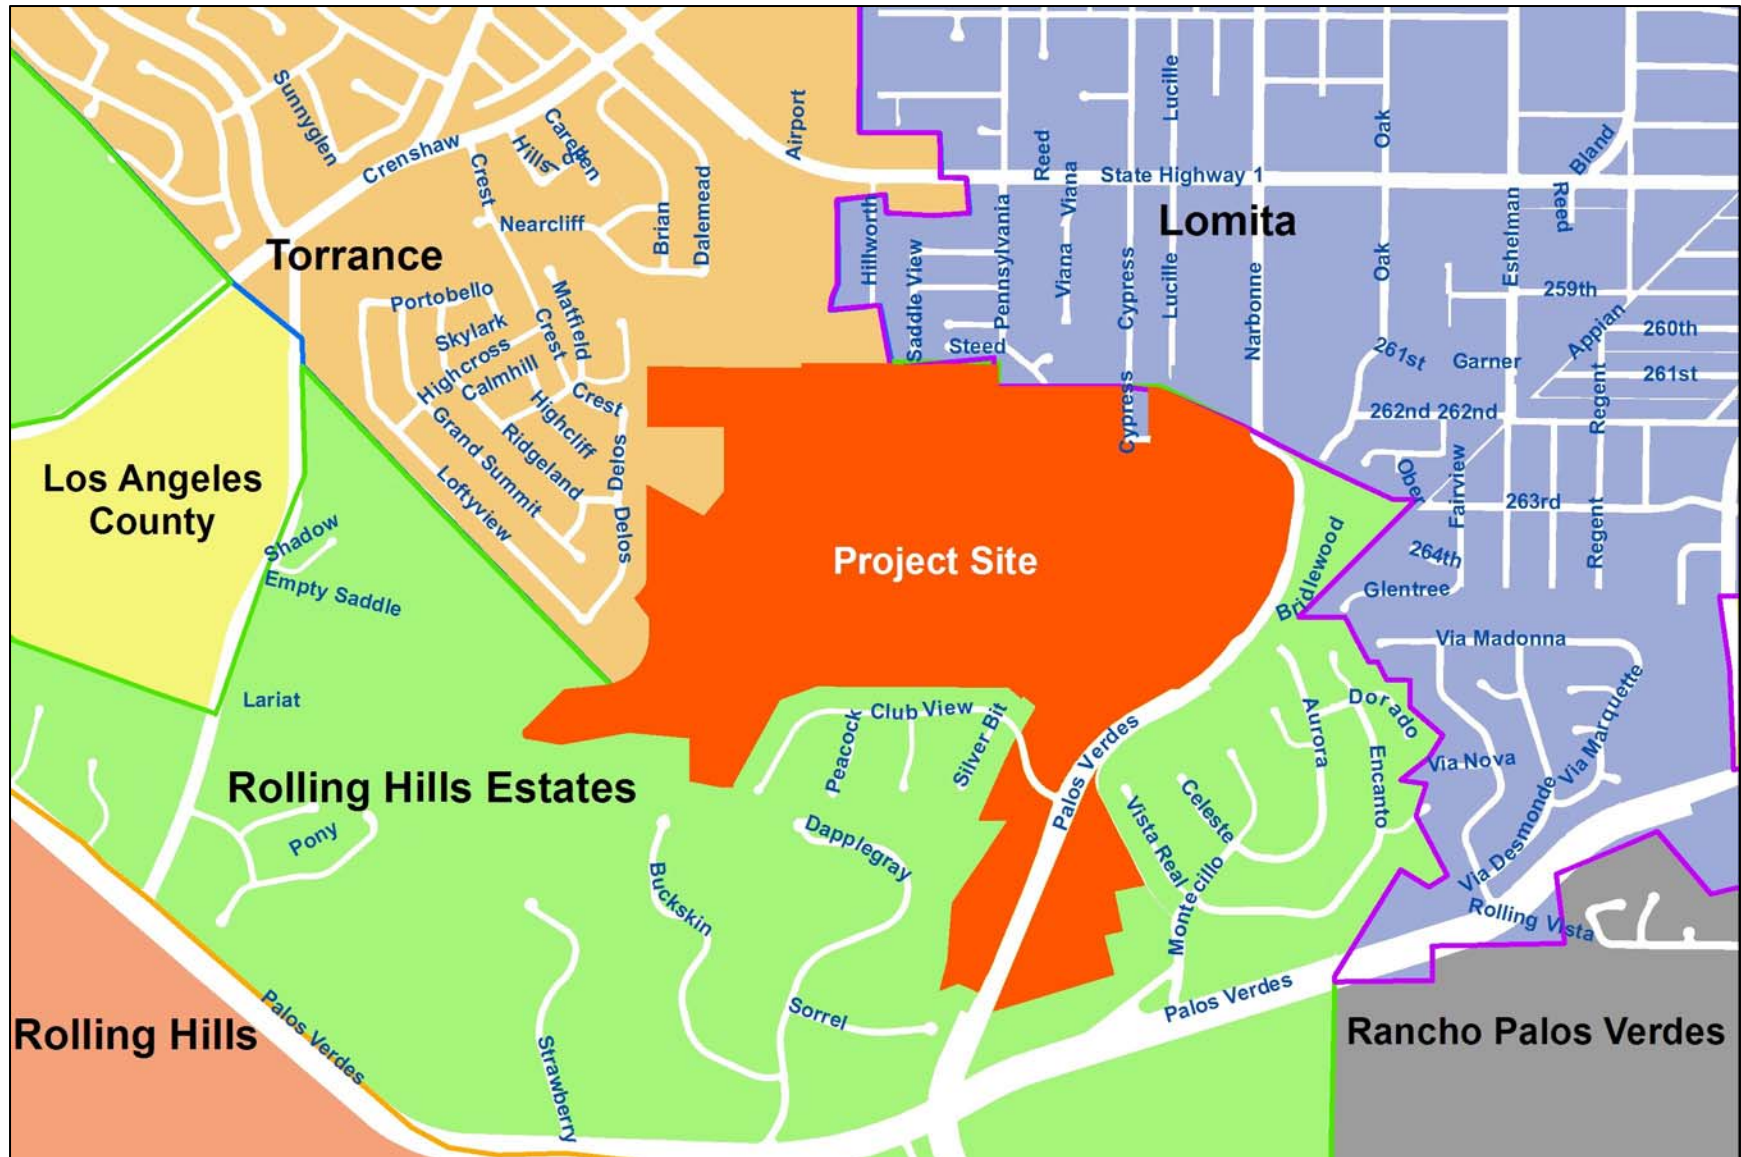 Sunnyglen
Crenshaw
Crest
Hills
Carellen
Airport
Brian
Dalemead
Nearcliff
Torrance
Lucille
Oak
Reed
Viana
State Highway 1
Bland
Reed
Lomita
Hillworth
Saddle View
Pennsylvania
Viana
Cypress
Lucille
Narbonne
Oak
Eshelman
259th
Appian
260th
261st
Steed
261st
Garner
262nd
262nd
Regent
Cypress
Portobello
Skylark
Matfield
Crest
Highcross
Calmhill
Crest
Highcliff
Grand Summit
Ridgeland
Delos
Loftyview
Delos
Los Angeles
County
Shadow
Empty Saddle
Project Site
Ober
Fairview
263rd
Regent
264th
Glentree
Bridlewood
Via Madonna
Lariat
Rolling Hills Estates
Peacock
Club View
Silver Bit
Palos Verdes
Aurora
Dorado
Encanto
Via Nova
Via Marquette
Via Desmonde
Celeste
Vista Real
Montecillo
Pony
Dapplegray
Buckskin
Rolling Vista
Sorrel
Palos Verdes
Rolling Hills
Palos Verdes
Strawberry
Rancho Palos Verdes